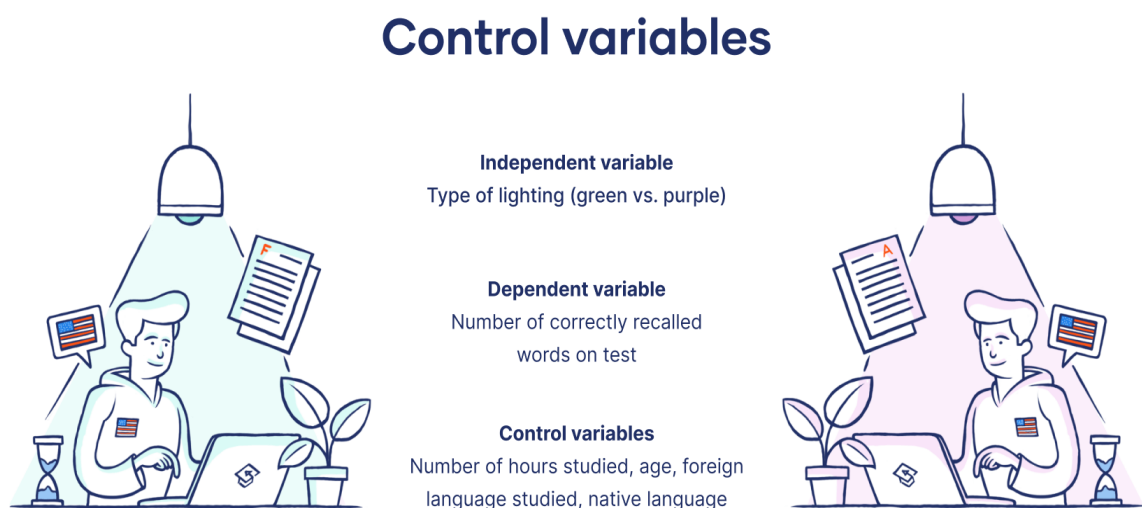 Control variables
Independent variable
Type of lighting (green vs. purple)
F
A
Dependent variable
Number of correctly recalled
words on test
Control variables
Number of hours studied, age, foreign
language studied, native language